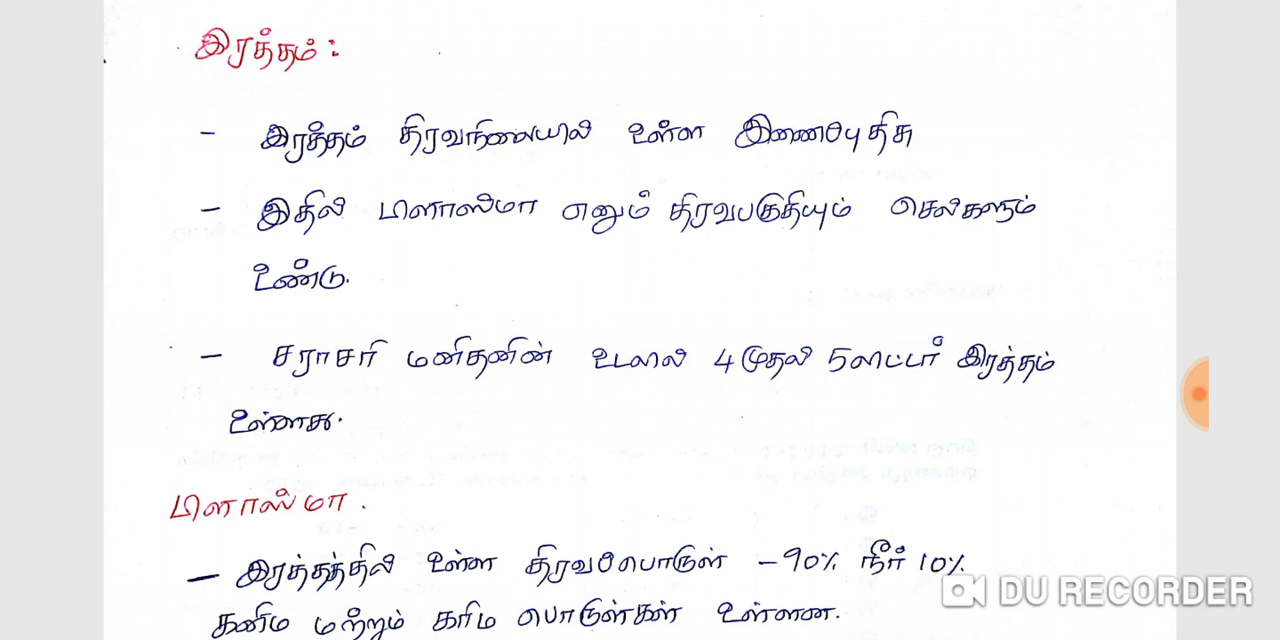 இரத்தம் :
- இரத்தம் திரவநிலையில் உள்ள இணைப்பு திசு
- இதில் பிளாஸ்மா எனும் திரவபகுதியும் செல்களும்
உண்டு.
- சராசரி மனிதனின் உடலில் 4 முதல் 5 லிட்டர் இரத்தம்
உள்ளது.
பிளாஸ்மா .
- இரத்தத்தில் உள்ள திரவப்பொருள் - 90% நீர் 10%
கனிம மற்றும் கரிம பொருள்கள் உள்ளன.
DU RECORDER